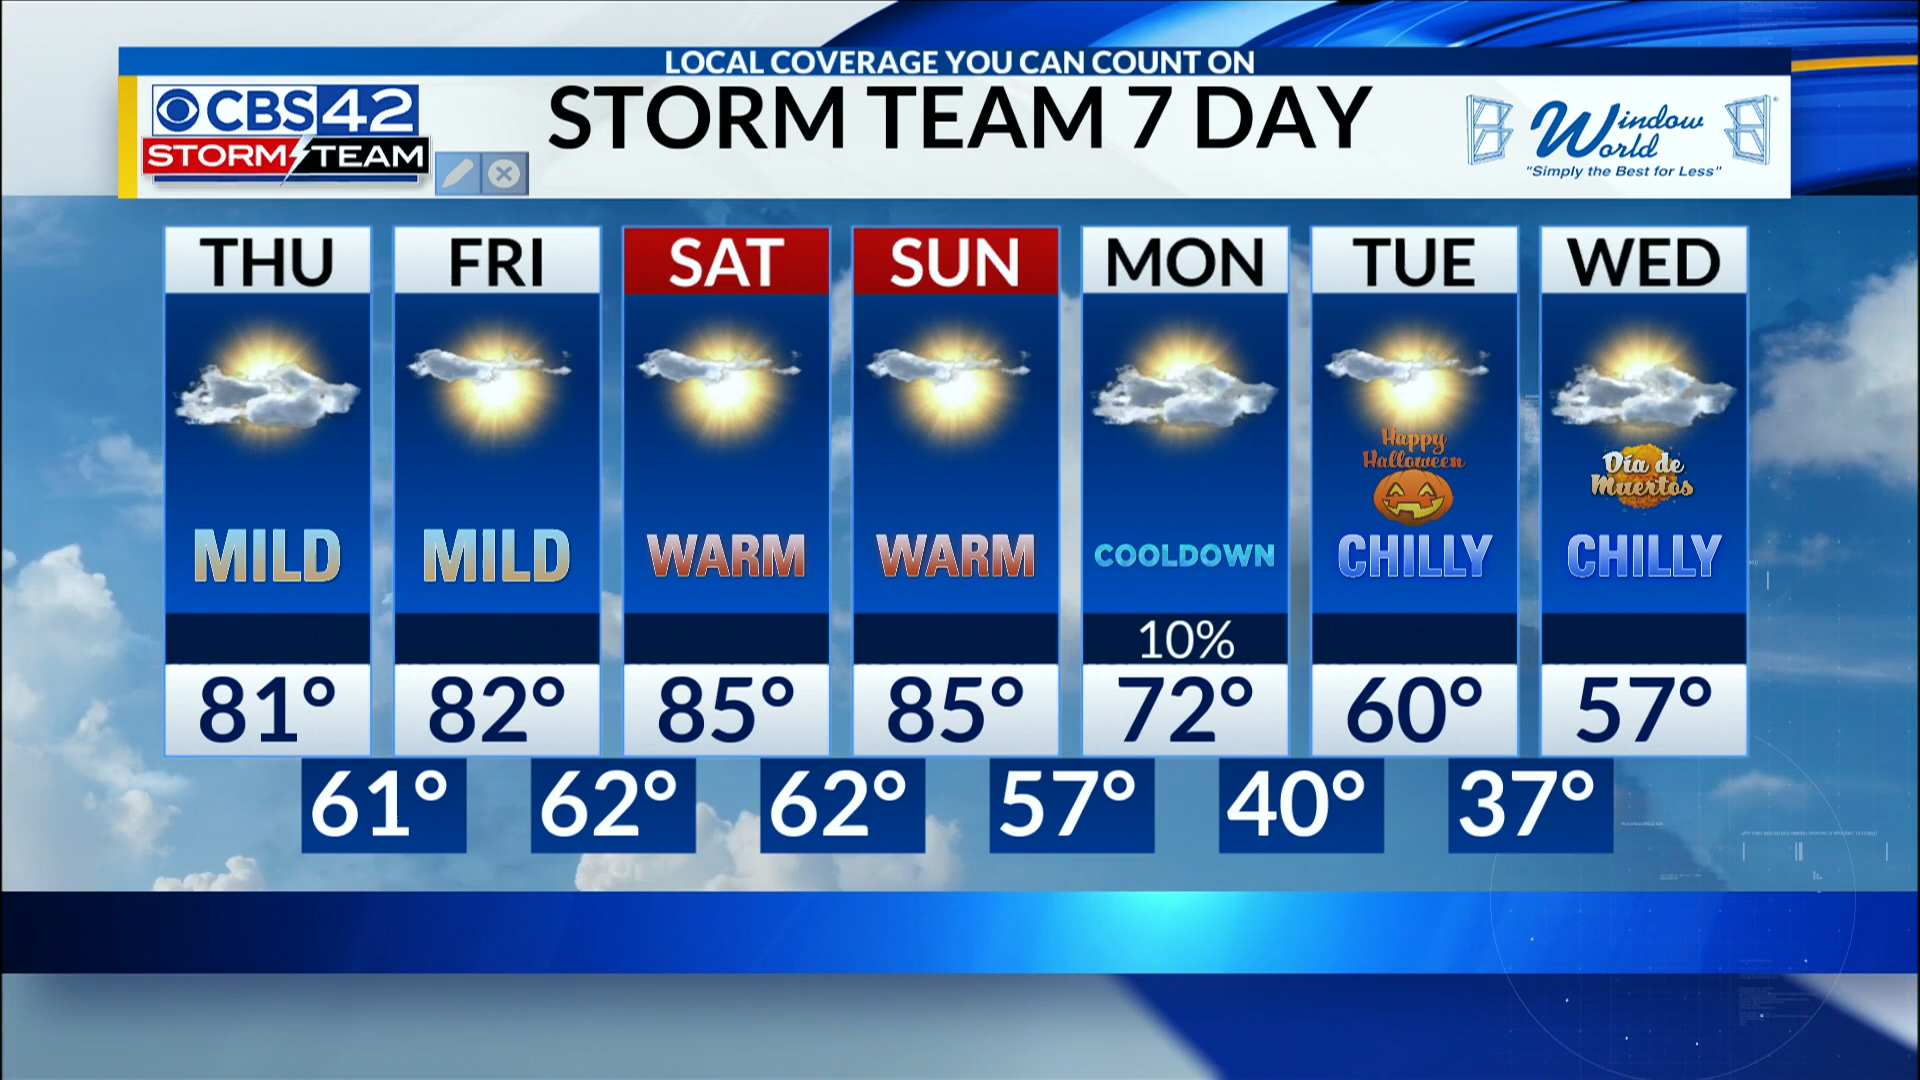 LOCAL COVERAGE YOU CAN COUNT ON
CBS 42
STORM TEAM
STORM TEAM 7 DAY
Window World
"Simply the Best for Less"
THU FRI SAT SUN MON TUE WED
Happy
Halloween
Día de
Muertos
MILD MILD WARM WARM COOLDOWN CHILLY CHILLY
10%
81° 82° 85° 85° 72° 60° 57°
61° 62° 62° 57° 40° 37°